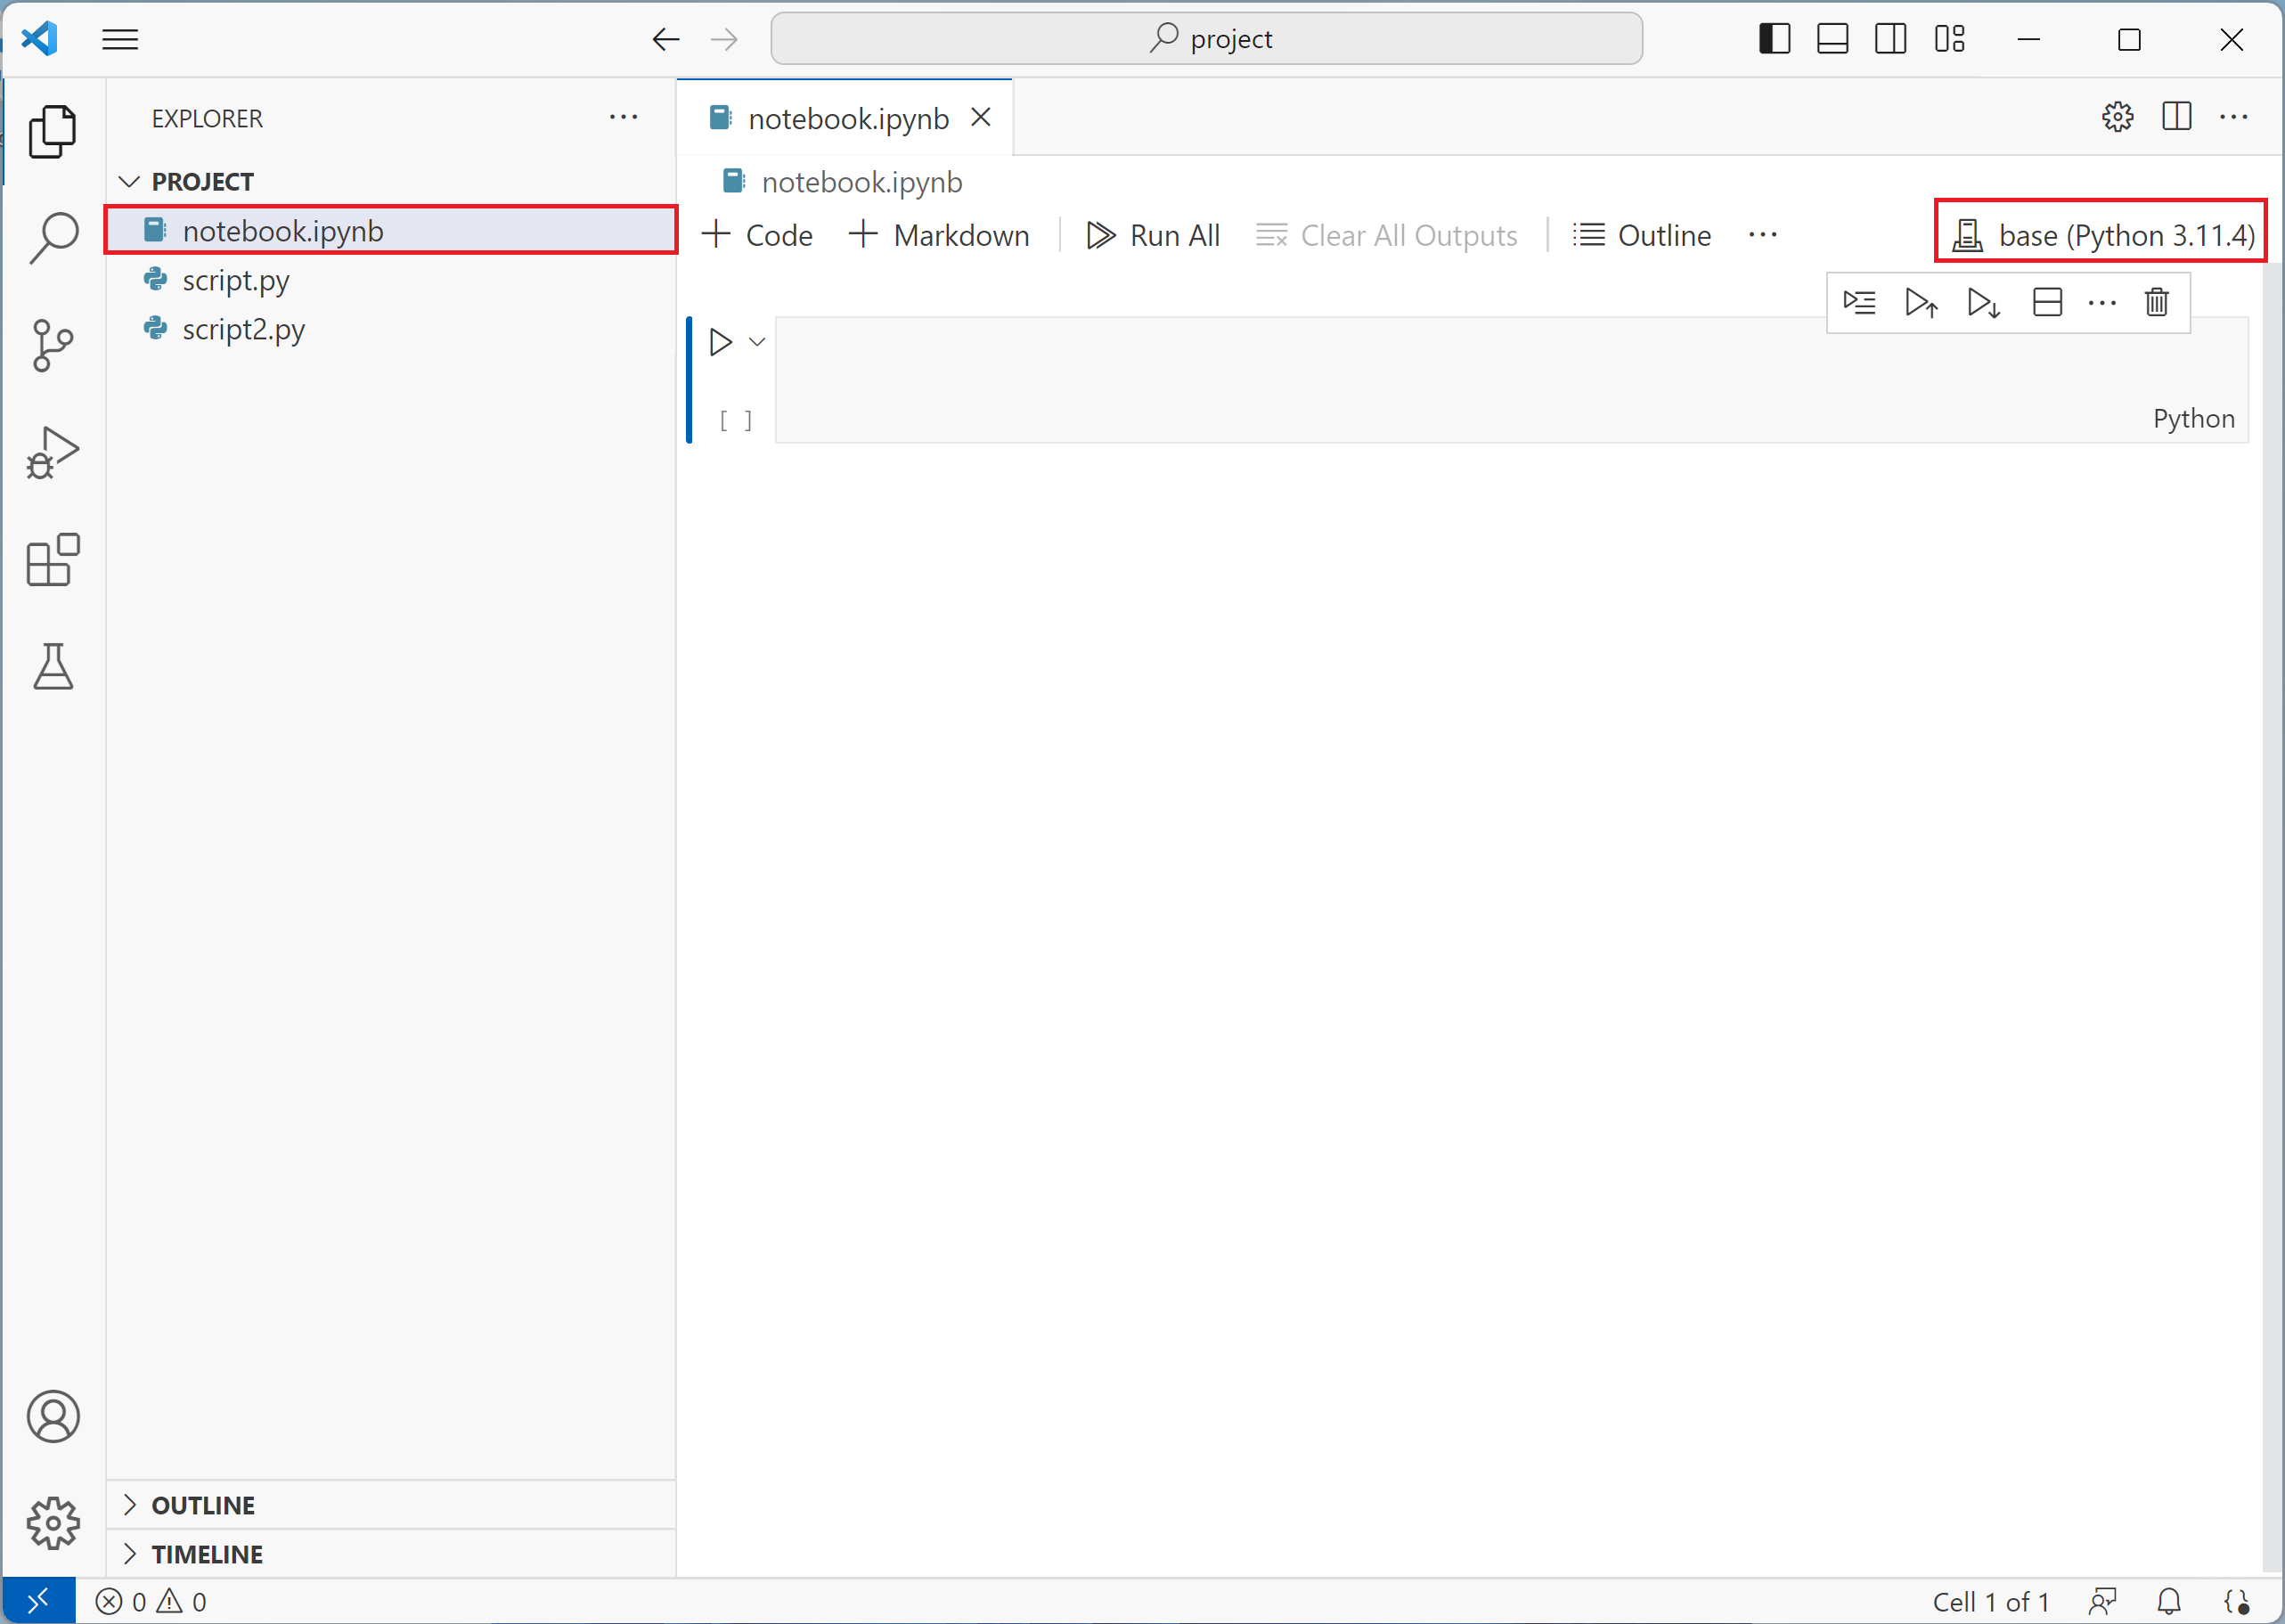 project
EXPLORER
notebook.ipynb
PROJECT
notebook.ipynb
notebook.ipynb
script.py
script2.py
Code
Markdown
Run All
Clear All Outputs
Outline
base (Python 3.11.4)
[ ]
Python
OUTLINE
TIMELINE
0 0
Cell 1 of 1